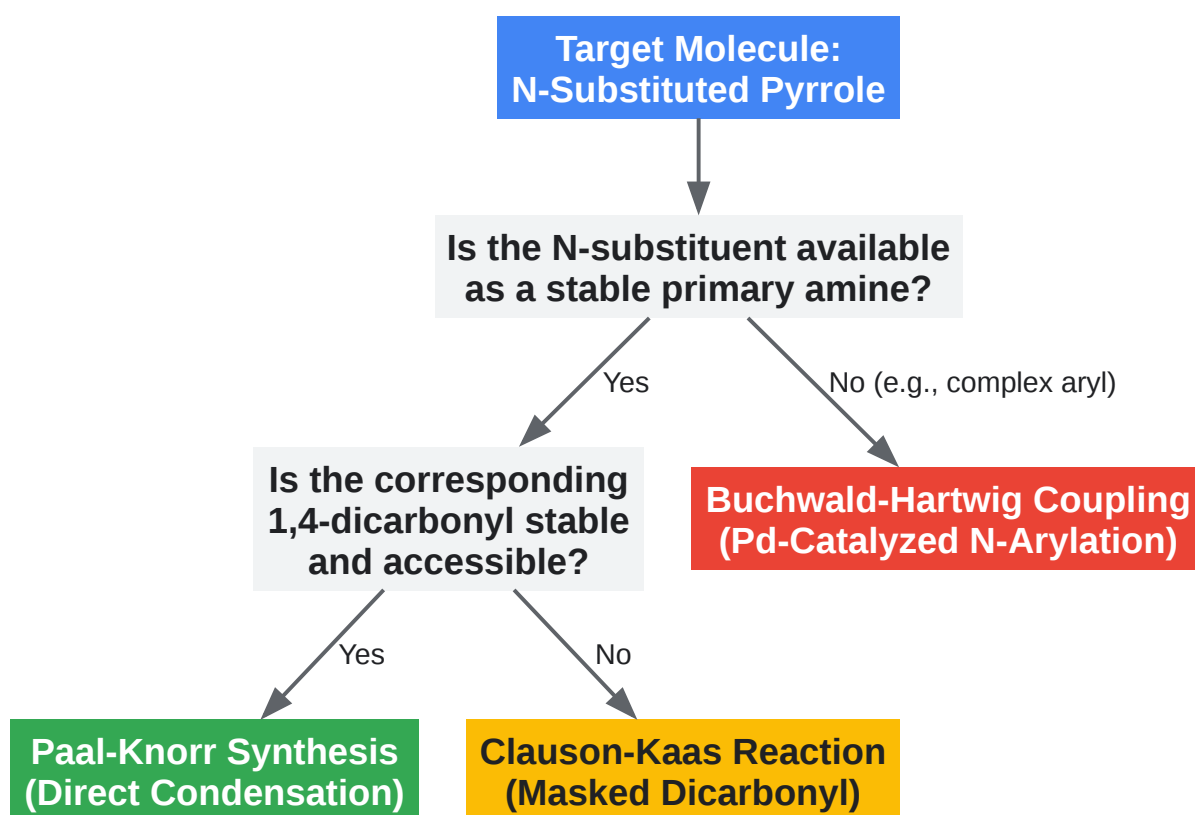 Target Molecule:
N-Substituted Pyrrole
Is the N-substituent available
as a stable primary amine?
Yes
No (e.g., complex aryl)
Is the corresponding
1,4-dicarbonyl stable
and accessible?
Buchwald-Hartwig Coupling
(Pd-Catalyzed N-Arylation)
Yes
No
Paal-Knorr Synthesis
(Direct Condensation)
Clauson-Kaas Reaction
(Masked Dicarbonyl)